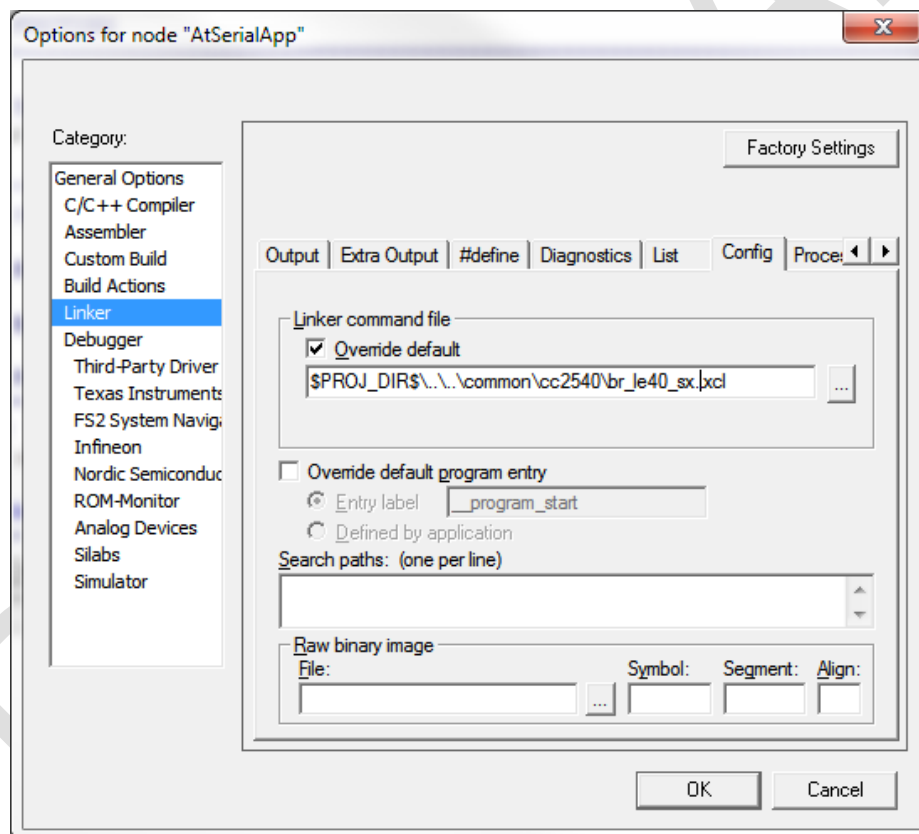 Options for node "AtSerialApp"
Category:
Factory Settings
General Options
C/C++ Compiler
Assembler
Custom Build
Build Actions
Linker
Debugger
Third-Party Driver
Texas Instruments
FS2 System Naviga
Infineon
Nordic Semiconduc
ROM-Monitor
Analog Devices
Silabs
Simulator
Output Extra Output #define Diagnostics List Config Proces
Linker command file
Override default
$PROJ_DIR$\..\..\common\cc2540\br_le40_sx.xcl
...
Override default program entry
Entry label __program_start
Defined by application
Search paths: (one per line)
Raw binary image
File: Symbol: Segment: Align:
...
OK Cancel